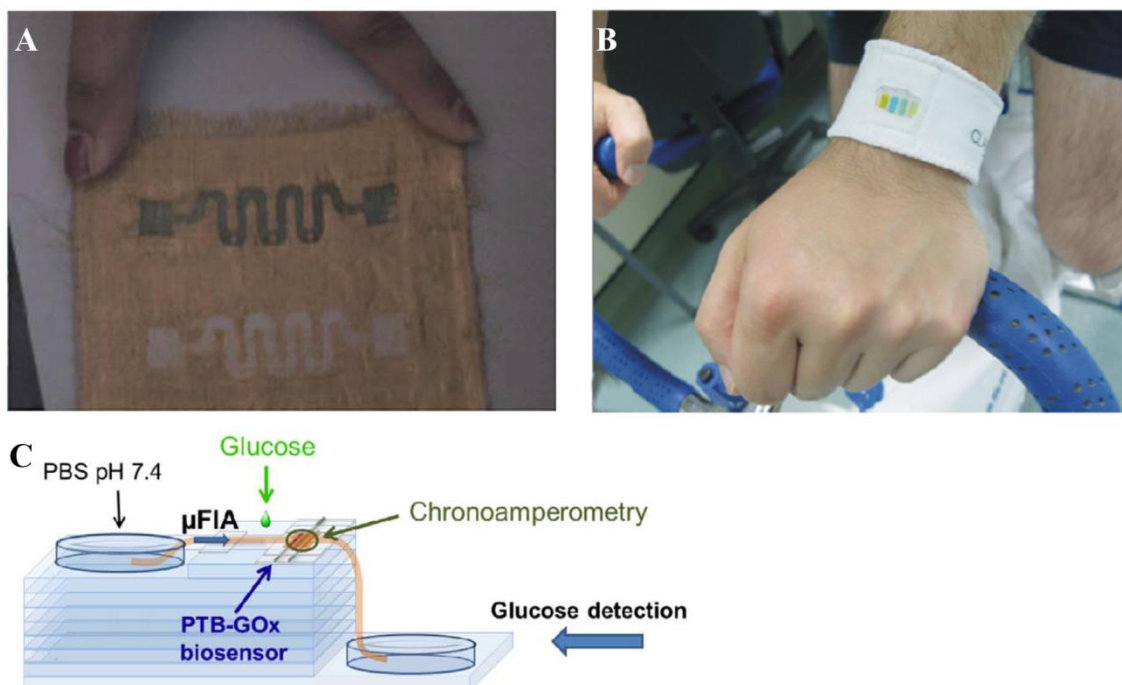 A
B
C
Glucose
PBS pH 7.4
µFIA
Chronoamperometry
PTB-GOx
biosensor
Glucose detection